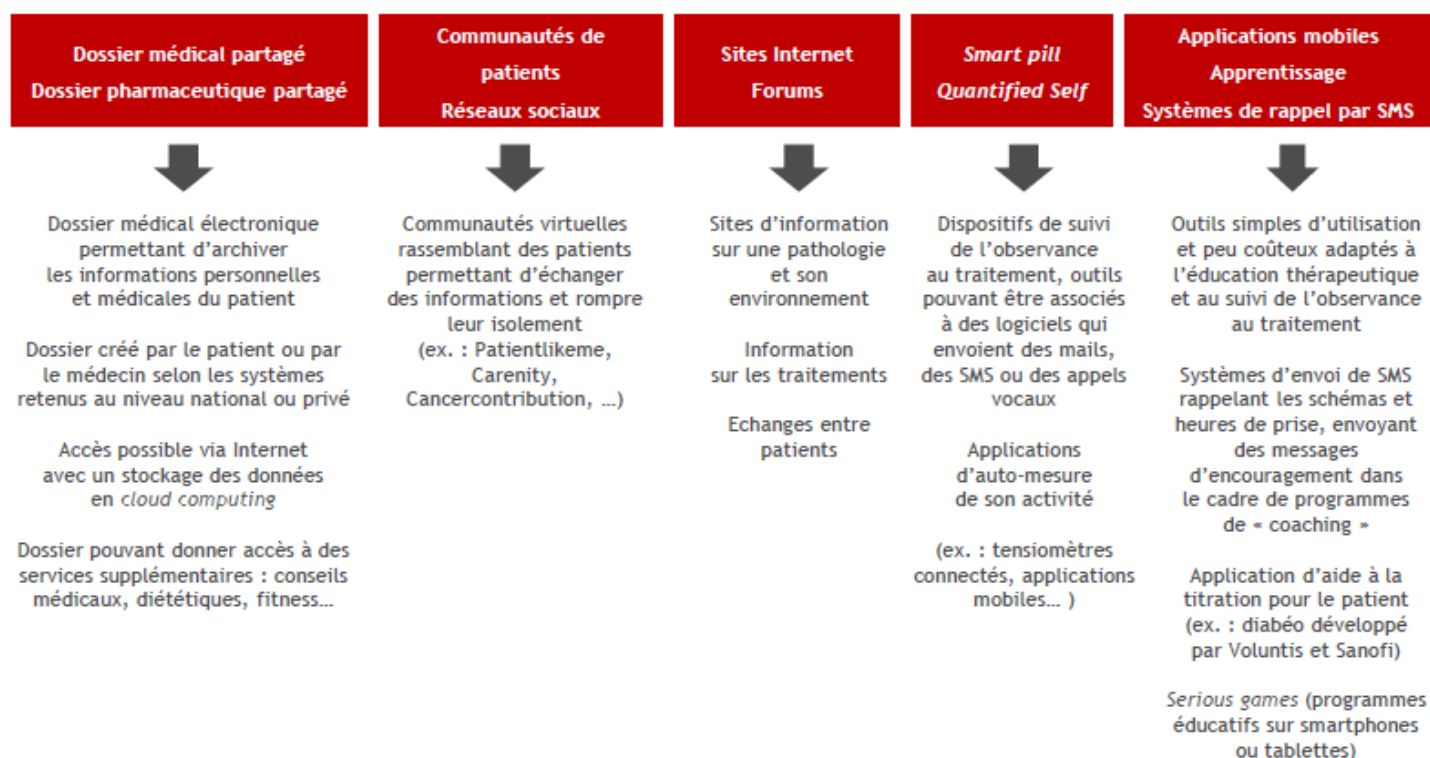 Dossier médical partagé
Dossier pharmaceutique partagé
Communautés de
patients
Réseaux sociaux
Sites Internet
Forums
Smart pill
Quantified Self
Applications mobiles
Apprentissage
Systèmes de rappel par SMS
Dossier médical électronique
permettant d'archiver
les informations personnelles
et médicales du patient
Dossier créé par le patient ou par
le médecin selon les systèmes
retenus au niveau national ou privé
Accès possible via Internet
avec un stockage des données
en cloud computing
Dossier pouvant donner accès à des
services supplémentaires : conseils
médicaux, diététiques, fitness…
Communautés virtuelles
rassemblant des patients
permettant d'échanger
des informations et rompre
leur isolement
(ex. : Patientlikeme,
Carenity,
Cancercontribution, …)
Sites d'information
sur une pathologie
et son
environnement
Information
sur les traitements
Echanges entre
patients
Dispositifs de suivi
de l'observance
au traitement, outils
pouvant être associés
à des logiciels qui
envoient des mails,
des SMS ou des appels
vocaux
Applications
d'auto-mesure
de son activité
(ex. : tensiomètres
connectés, applications
mobiles… )
Outils simples d'utilisation
et peu coûteux adaptés à
l'éducation thérapeutique
et au suivi de l'observance
au traitement
Systèmes d'envoi de SMS
rappelant les schémas et
heures de prise, envoyant
des messages
d'encouragement dans
le cadre de programmes
de « coaching »
Application d'aide à la
titration pour le patient
(ex. : diabéo développé
par Voluntis et Sanofi)
Serious games (programmes
éducatifs sur smartphones
ou tablettes)